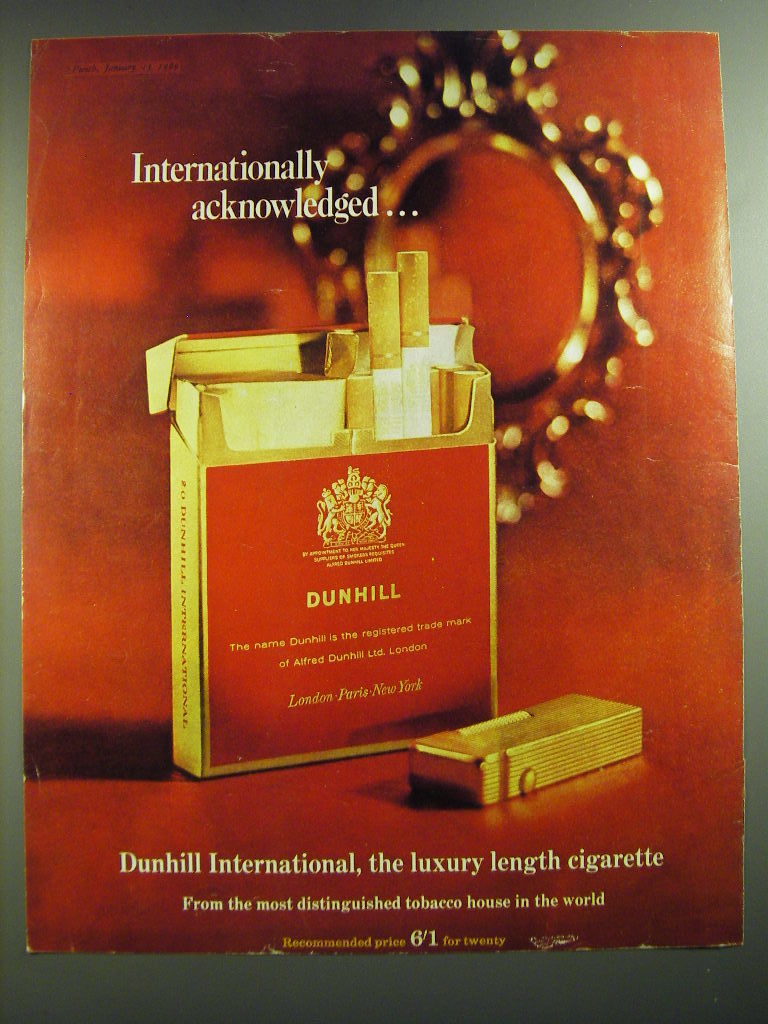 Punch, January
Internationally
acknowledged...
20 DUNHILL INTERNATIONAL
BY APPOINTMENT TO HER MAJESTY THE QUEEN
SUPPLIERS OF SMOKERS REQUISITES
ALFRED DUNHILL LIMITED
DUNHILL
The name Dunhill is the registered trade mark
of Alfred Dunhill Ltd. London
London·Paris·New York
Dunhill International, the luxury length cigarette
From the most distinguished tobacco house in the world
Recommended price 6/1 for twenty